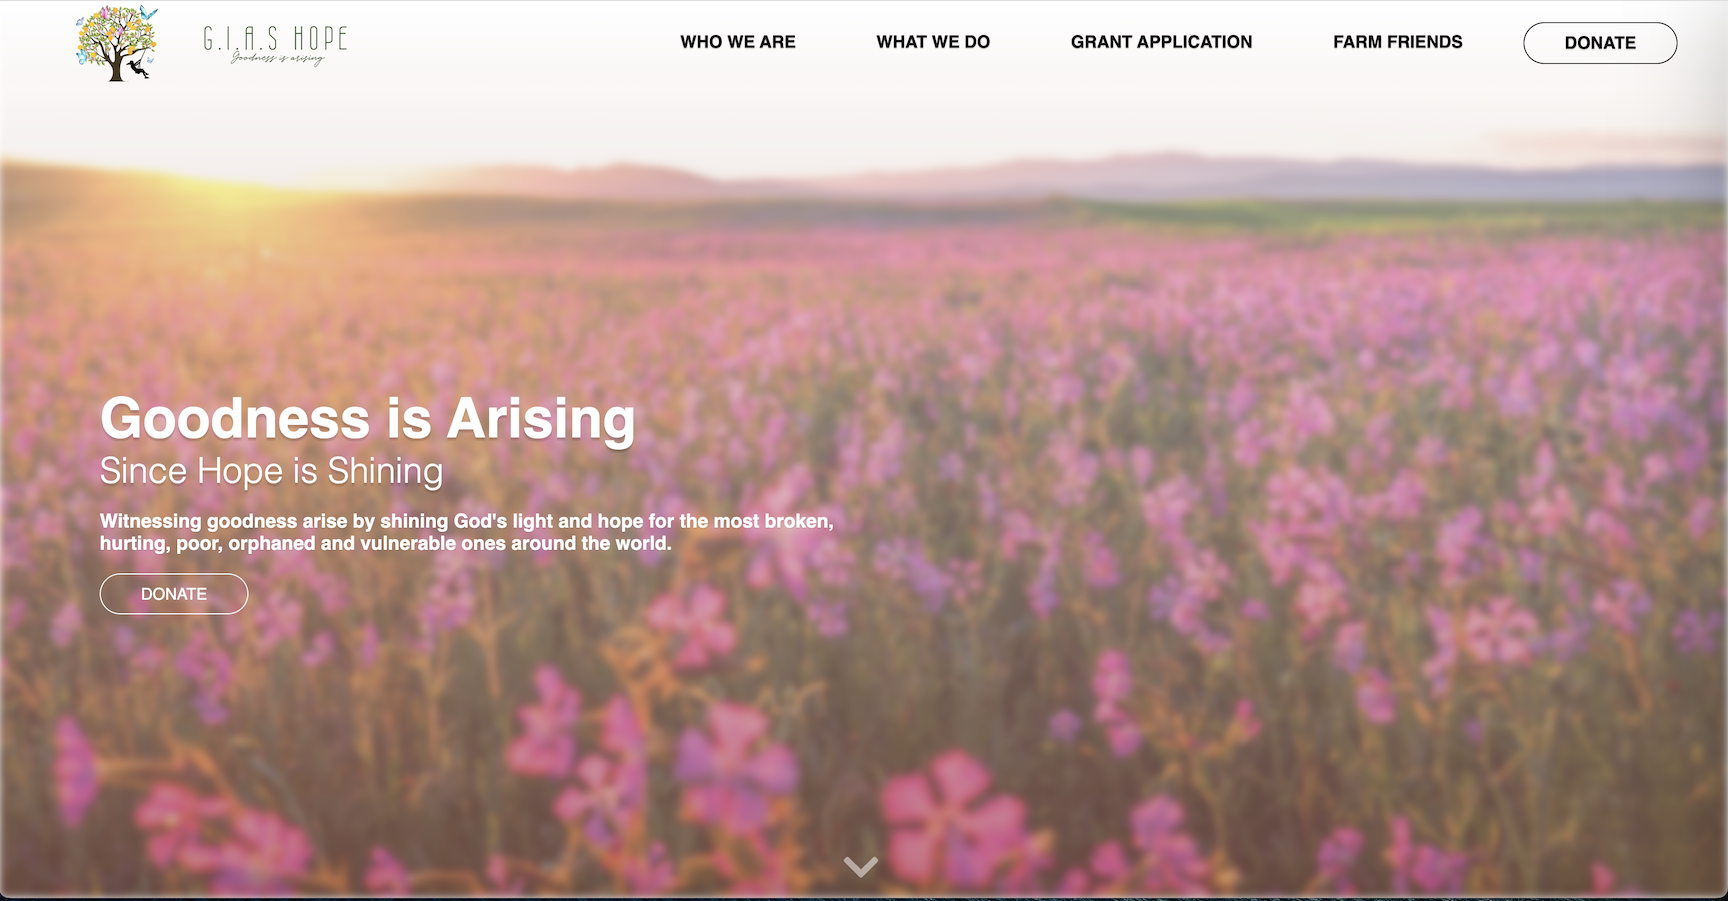 G.I.A.S HOPE
Goodness is arising
WHO WE ARE
WHAT WE DO
GRANT APPLICATION
FARM FRIENDS
DONATE
Goodness is Arising
Since Hope is Shining
Witnessing goodness arise by shining God's light and hope for the most broken,
hurting, poor, orphaned and vulnerable ones around the world.
DONATE